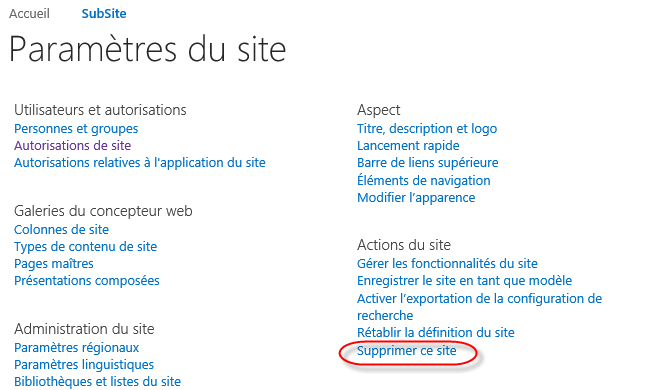 Accueil SubSite
Paramètres du site
Utilisateurs et autorisations
Personnes et groupes
Autorisations de site
Autorisations relatives à l'application du site
Galeries du concepteur web
Colonnes de site
Types de contenu de site
Pages maîtres
Présentations composées
Administration du site
Paramètres régionaux
Paramètres linguistiques
Bibliothèques et listes du site
Aspect
Titre, description et logo
Lancement rapide
Barre de liens supérieure
Éléments de navigation
Modifier l'apparence
Actions du site
Gérer les fonctionnalités du site
Enregistrer le site en tant que modèle
Activer l'exportation de la configuration de
recherche
Rétablir la définition du site
Supprimer ce site